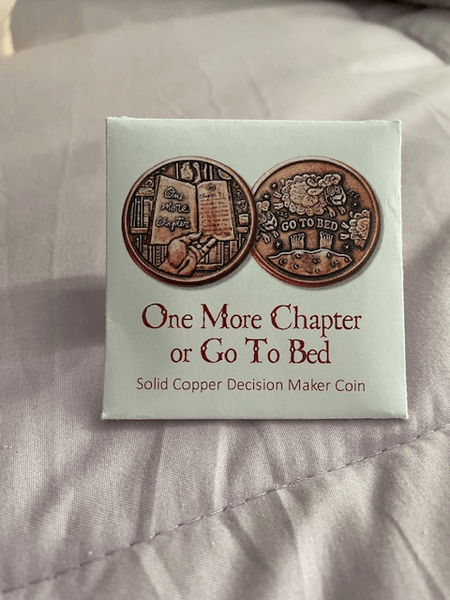 One
More
Chapter
GO TO BED
One More Chapter
or Go To Bed
Solid Copper Decision Maker Coin